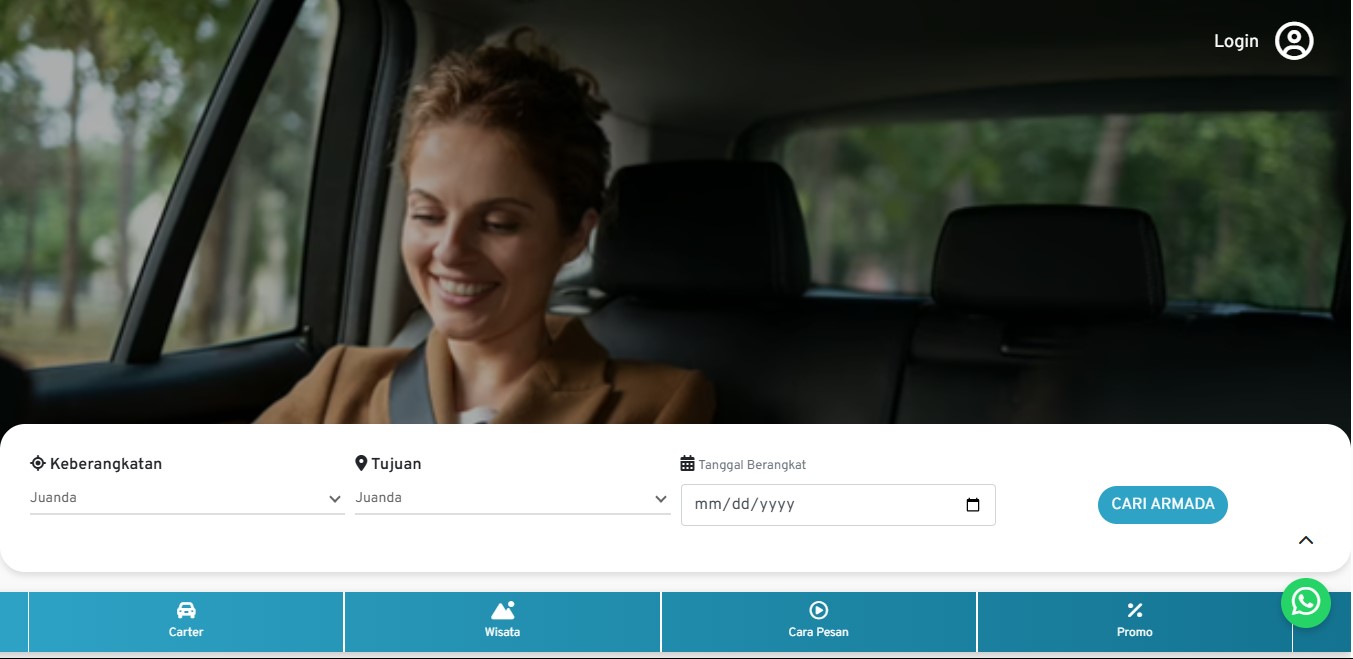 Login
Keberangkatan
Juanda
Tujuan
Juanda
Tanggal Berangkat
mm/dd/yyyy
CARI ARMADA
Carter
Wisata
Cara Pesan
Promo